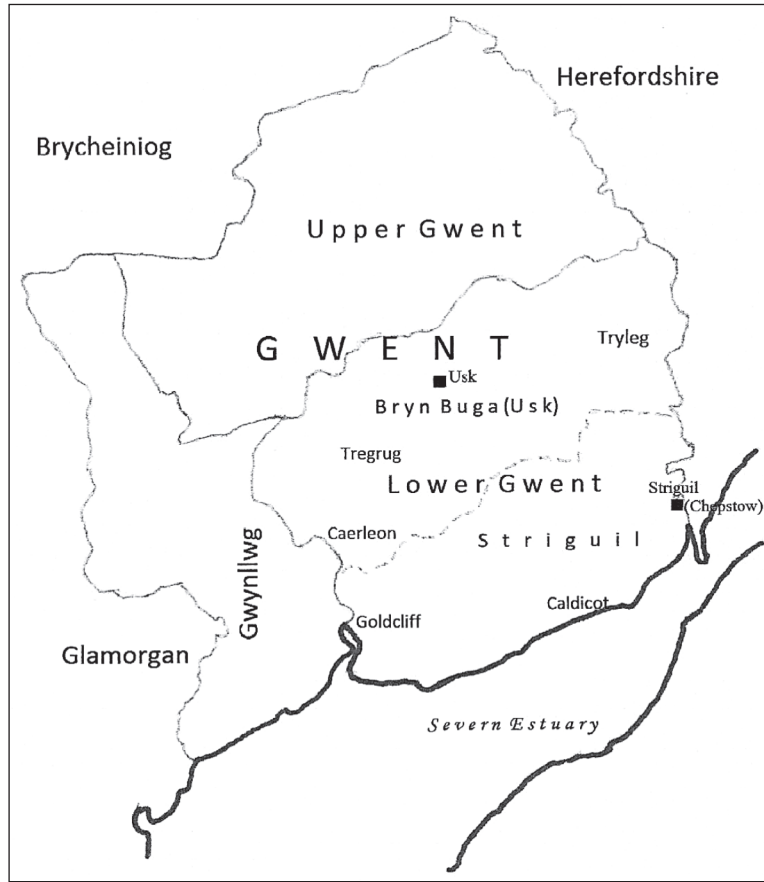 Herefordshire
Brycheiniog
Upper Gwent
GWENT
Tryleg
Usk
Bryn Buga (Usk)
Tregrug
Lower Gwent
Striguil
(Chepstow)
Caerleon
Striguil
Gwynllwg
Caldicot
Goldcliff
Glamorgan
Severn Estuary